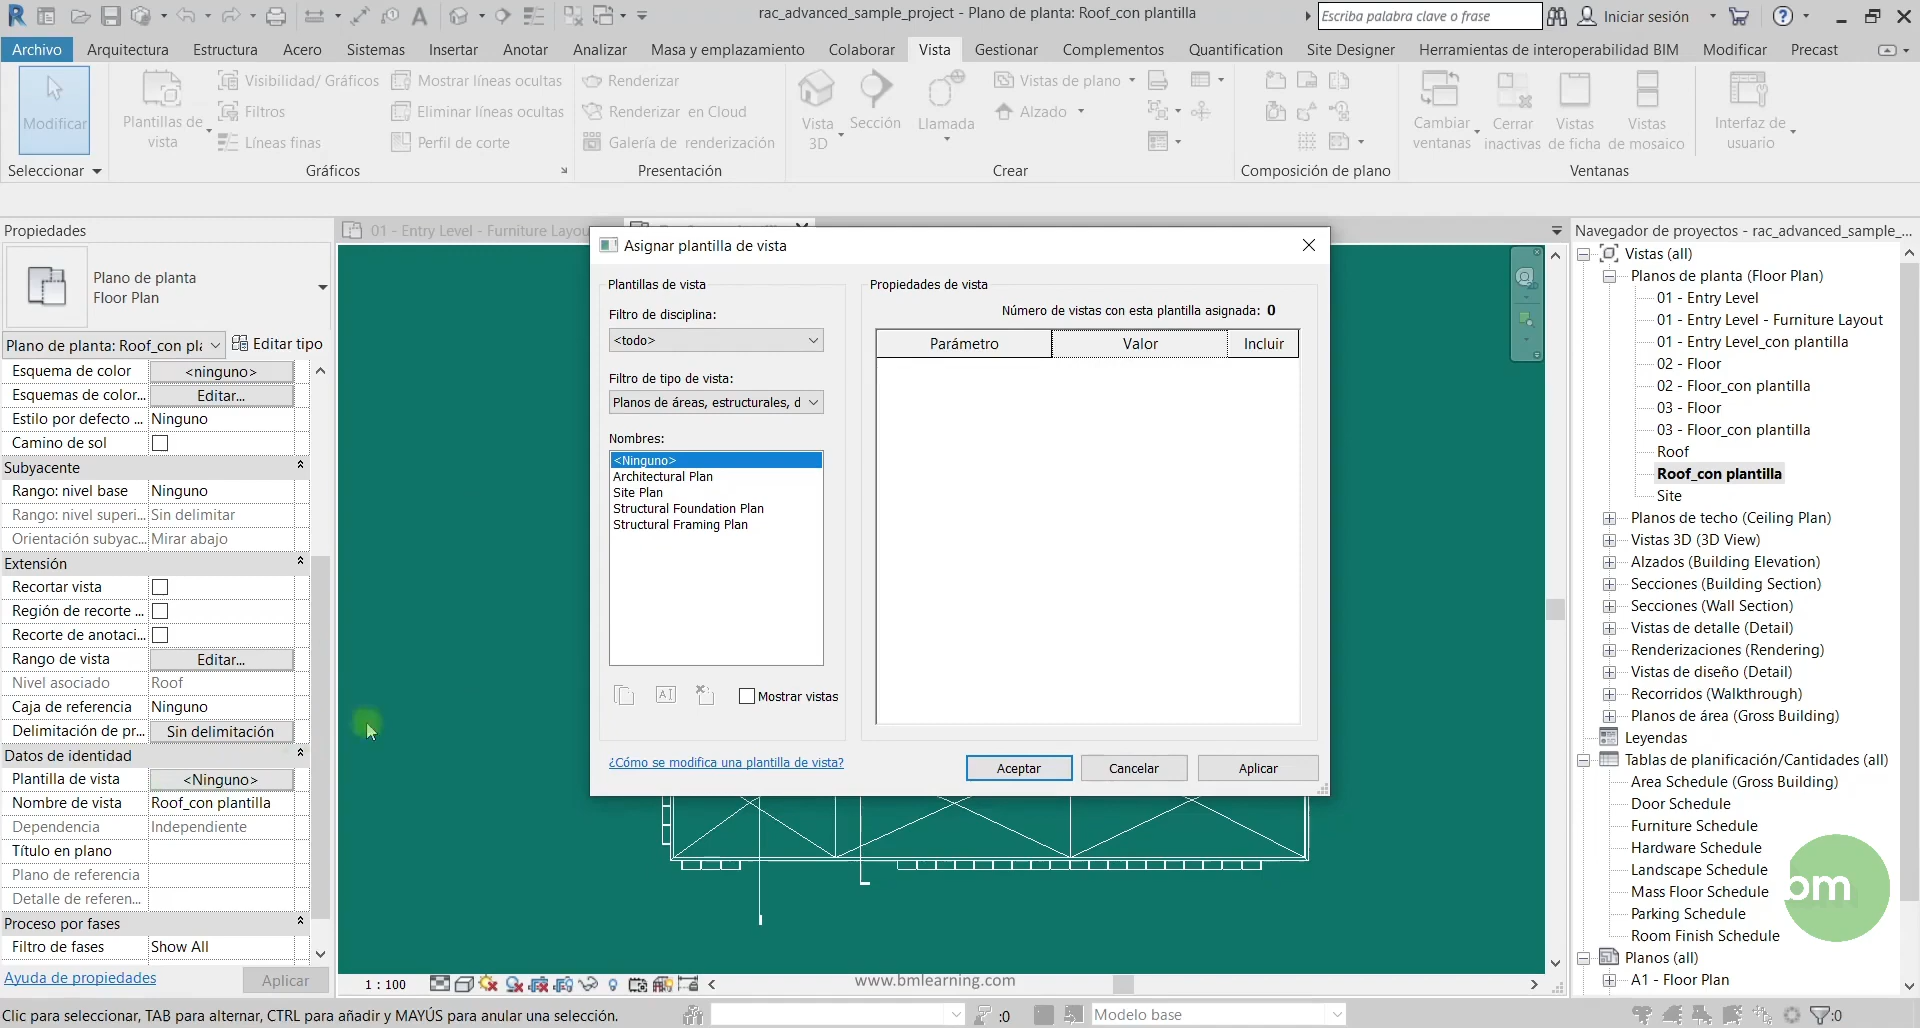 rac_advanced_sample_project - Plano de planta: Roof_con plantilla
Escriba palabra clave o frase
Iniciar sesión
Archivo Arquitectura Estructura Acero Sistemas Insertar Anotar Analizar Masa y emplazamiento Colaborar Vista Gestionar Complementos Quantification Site Designer Herramientas de interoperabilidad BIM Modificar Precast
Modificar
Plantillas de vista
Visibilidad/ Gráficos
Filtros
Líneas finas
Mostrar líneas ocultas
Eliminar líneas ocultas
Perfil de corte
Renderizar
Renderizar en Cloud
Galería de renderización
Vista 3D
Sección
Llamada
Vistas de plano
Alzado
Cambiar ventanas
Cerrar inactivas
Vistas de ficha
Vistas de mosaico
Interfaz de usuario
Seleccionar Gráficos Presentación Crear Composición de plano Ventanas
Propiedades
Plano de planta
Floor Plan
Plano de planta: Roof_con pla
Editar tipo
Esquema de color <ninguno>
Esquemas de color... Editar...
Estilo por defecto ... Ninguno
Camino de sol
Subyacente
Rango: nivel base Ninguno
Rango: nivel superi... Sin delimitar
Orientación subyac... Mirar abajo
Extensión
Recortar vista
Región de recorte ...
Recorte de anotaci...
Rango de vista Editar...
Nivel asociado Roof
Caja de referencia Ninguno
Delimitación de pr... Sin delimitación
Datos de identidad
Plantilla de vista <Ninguno>
Nombre de vista Roof_con plantilla
Dependencia Independiente
Título en plano
Plano de referencia
Detalle de referen...
Proceso por fases
Filtro de fases Show All
Ayuda de propiedades
Aplicar
01 - Entry Level - Furniture Layou
Asignar plantilla de vista
Plantillas de vista
Filtro de disciplina:
<todo>
Filtro de tipo de vista:
Planos de áreas, estructurales, d
Nombres:
<Ninguno>
Architectural Plan
Site Plan
Structural Foundation Plan
Structural Framing Plan
Mostrar vistas
¿Cómo se modifica una plantilla de vista?
Propiedades de vista
Número de vistas con esta plantilla asignada: 0
Parámetro Valor Incluir
Aceptar Cancelar Aplicar
Navegador de proyectos - rac_advanced_sample_...
Vistas (all)
Planos de planta (Floor Plan)
01 - Entry Level
01 - Entry Level - Furniture Layout
01 - Entry Level_con plantilla
02 - Floor
02 - Floor_con plantilla
03 - Floor
03 - Floor_con plantilla
Roof
Roof_con plantilla
Site
Planos de techo (Ceiling Plan)
Vistas 3D (3D View)
Alzados (Building Elevation)
Secciones (Building Section)
Secciones (Wall Section)
Vistas de detalle (Detail)
Renderizaciones (Rendering)
Vistas de diseño (Detail)
Recorridos (Walkthrough)
Planos de área (Gross Building)
Leyendas
Tablas de planificación/Cantidades (all)
Area Schedule (Gross Building)
Door Schedule
Furniture Schedule
Hardware Schedule
Landscape Schedule
Mass Floor Schedule
Parking Schedule
Room Finish Schedule
Planos (all)
A1 - Floor Plan
bm
1 : 100
www.bmlearning.com
Clic para seleccionar, TAB para alternar, CTRL para añadir y MAYÚS para anular una selección.
:0
Modelo base
:0